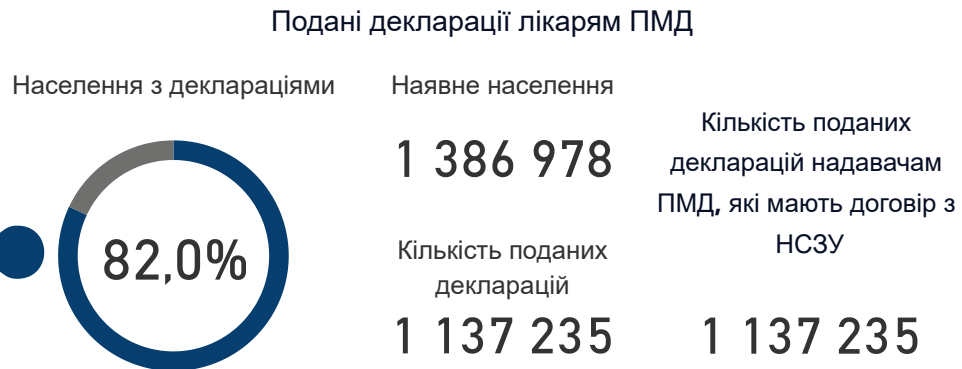 Подані декларації лікарям ПМД
Населення з деклараціями
82,0%
Наявне населення
1 386 978
Кількість поданих
декларацій
1 137 235
Кількість поданих
декларацій надавачам
ПМД, які мають договір з
НСЗУ
1 137 235